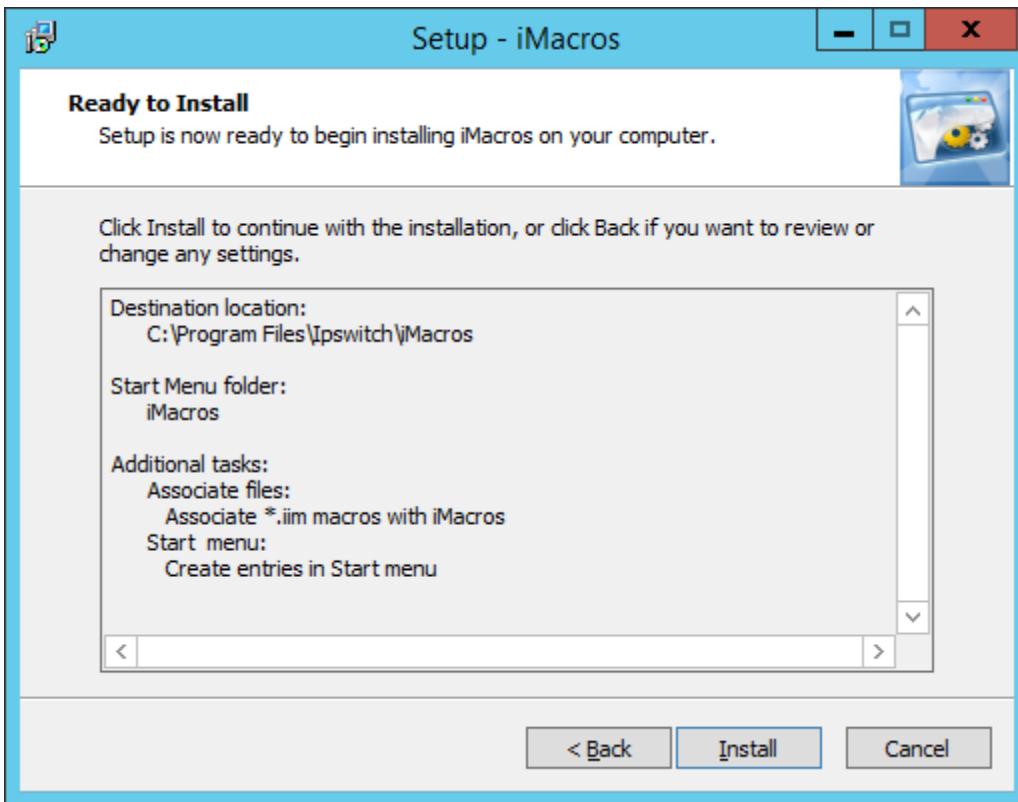 Setup - iMacros
Ready to Install
Setup is now ready to begin installing iMacros on your computer.
Click Install to continue with the installation, or click Back if you want to review or
change any settings.
Destination location:
C:\Program Files\Ipswitch\iMacros
Start Menu folder:
iMacros
Additional tasks:
Associate files:
Associate *.iim macros with iMacros
Start menu:
Create entries in Start menu
< Back
Install
Cancel